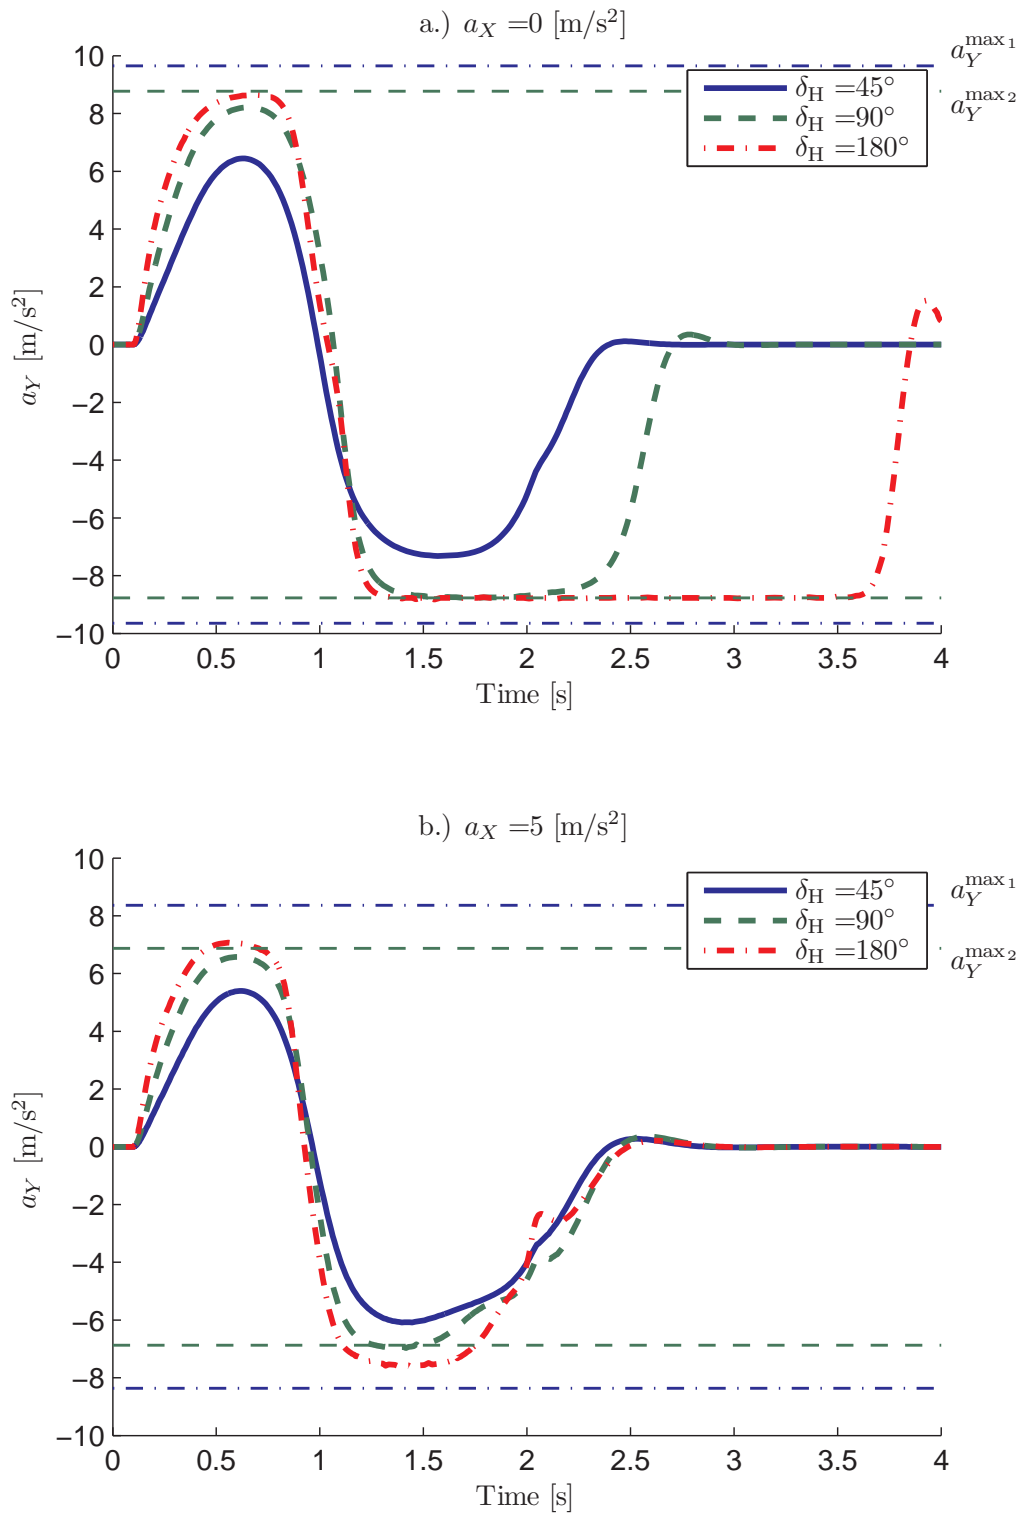 a.) a_X =0 [m/s²]
a_Y^max₁
a_Y^max₂
δ_H =45°
δ_H =90°
δ_H =180°
10
8
6
4
2
0
−2
−4
−6
−8
−10
a_Y [m/s²]
0 0.5 1 1.5 2 2.5 3 3.5 4
Time [s]
b.) a_X =5 [m/s²]
a_Y^max₁
a_Y^max₂
δ_H =45°
δ_H =90°
δ_H =180°
10
8
6
4
2
0
−2
−4
−6
−8
−10
a_Y [m/s²]
0 0.5 1 1.5 2 2.5 3 3.5 4
Time [s]